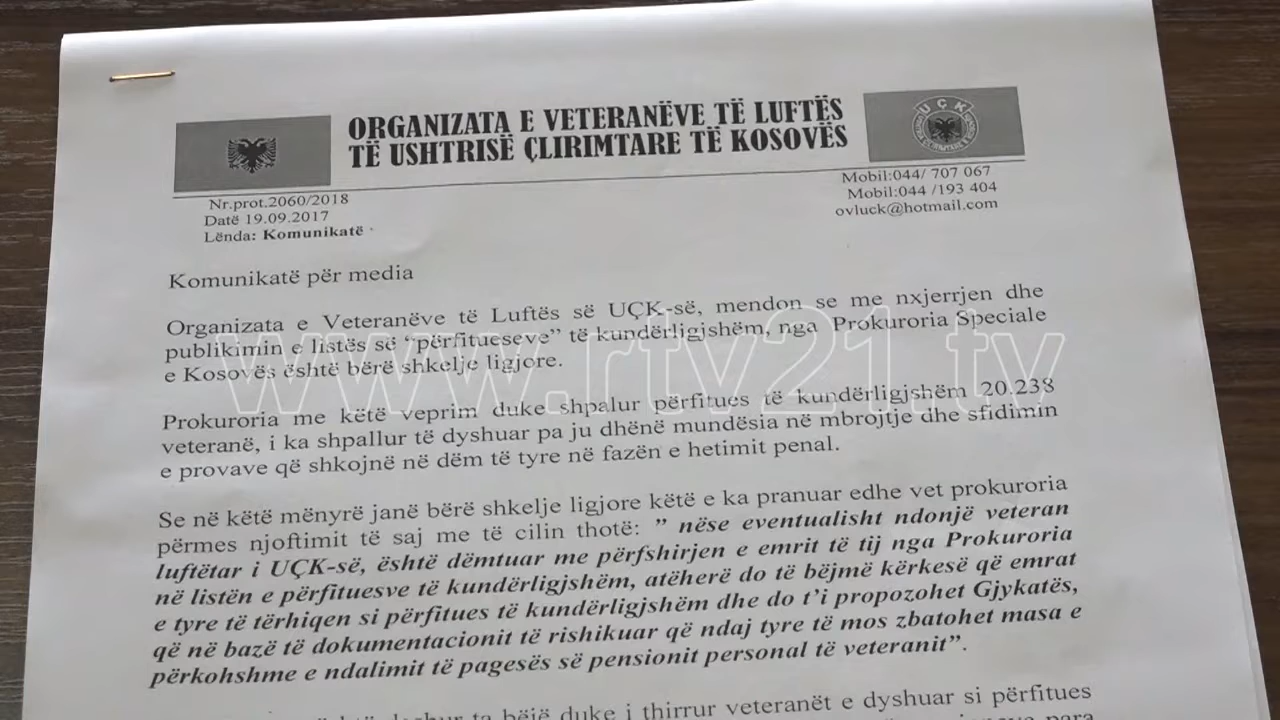 ORGANIZATA E VETERANËVE TË LUFTËS
TË USHTRISË ÇLIRIMTARE TË KOSOVËS
UÇK
Nr.prot.2060/2018
Datë 19.09.2017
Lënda: Komunikatë
Mobil:044/ 707 067
Mobil:044 /193 404
ovluck@hotmail.com
Komunikatë për media
Organizata e Veteranëve të Luftës së UÇK-së, mendon se me nxjerrjen dhe
publikimin e listës së “përfitueseve” të kundërligjshëm, nga Prokuroria Speciale
e Kosovës është bërë shkelje ligjore.
www.rtv21.tv
Prokuroria me këtë veprim duke shpalur përfitues të kundërligjshëm 20.238
veteranë, i ka shpallur të dyshuar pa ju dhënë mundësia në mbrojtje dhe sfidimin
e provave që shkojnë në dëm të tyre në fazën e hetimit penal.
Se në këtë mënyrë janë bërë shkelje ligjore këtë e ka pranuar edhe vet prokuroria
përmes njoftimit të saj me të cilin thotë: ” nëse eventualisht ndonjë veteran
luftëtar i UÇK-së, është dëmtuar me përfshirjen e emrit të tij nga Prokuroria
në listën e përfituesve të kundërligjshëm, atëherë do të bëjmë kërkesë që emrat
e tyre të tërhiqen si përfitues të kundërligjshëm dhe do t’i propozohet Gjykatës,
që në bazë të dokumentacionit të rishikuar që ndaj tyre të mos zbatohet masa e
përkohshme e ndalimit të pagesës së pensionit personal të veteranit”.
ta bëjë duke i thirrur veteranët e dyshuar si përfitues
para